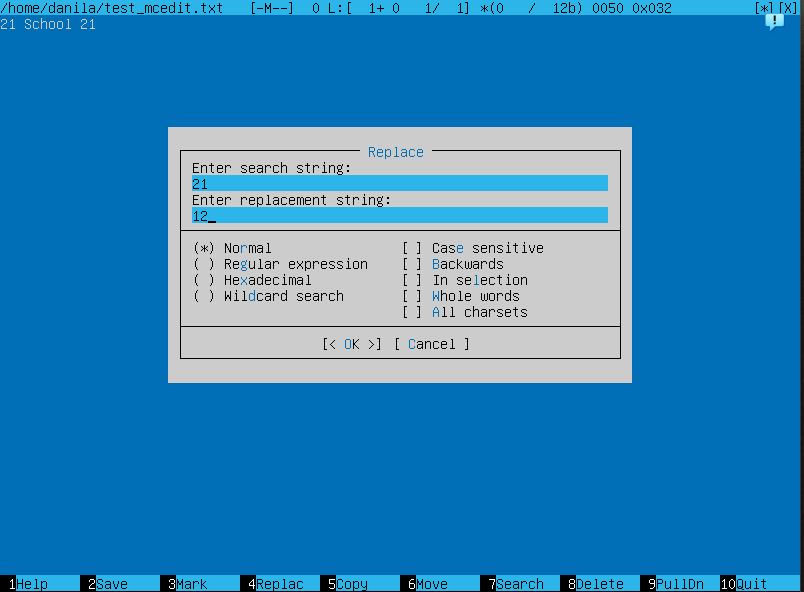 /home/danila/test_mcedit.txt [-M--] 0 L:[ 1+ 0 1/ 1] *(0 / 12b) 0050 0x032 [*][X]
21 School 21
!
Replace
Enter search string:
21
Enter replacement string:
12_
(*) Normal [ ] Case sensitive
( ) Regular expression [ ] Backwards
( ) Hexadecimal [ ] In selection
( ) Wildcard search [ ] Whole words
[ ] All charsets
[< OK >] [ Cancel ]
1Help 2Save 3Mark 4Replac 5Copy 6Move 7Search 8Delete 9PullDn 10Quit